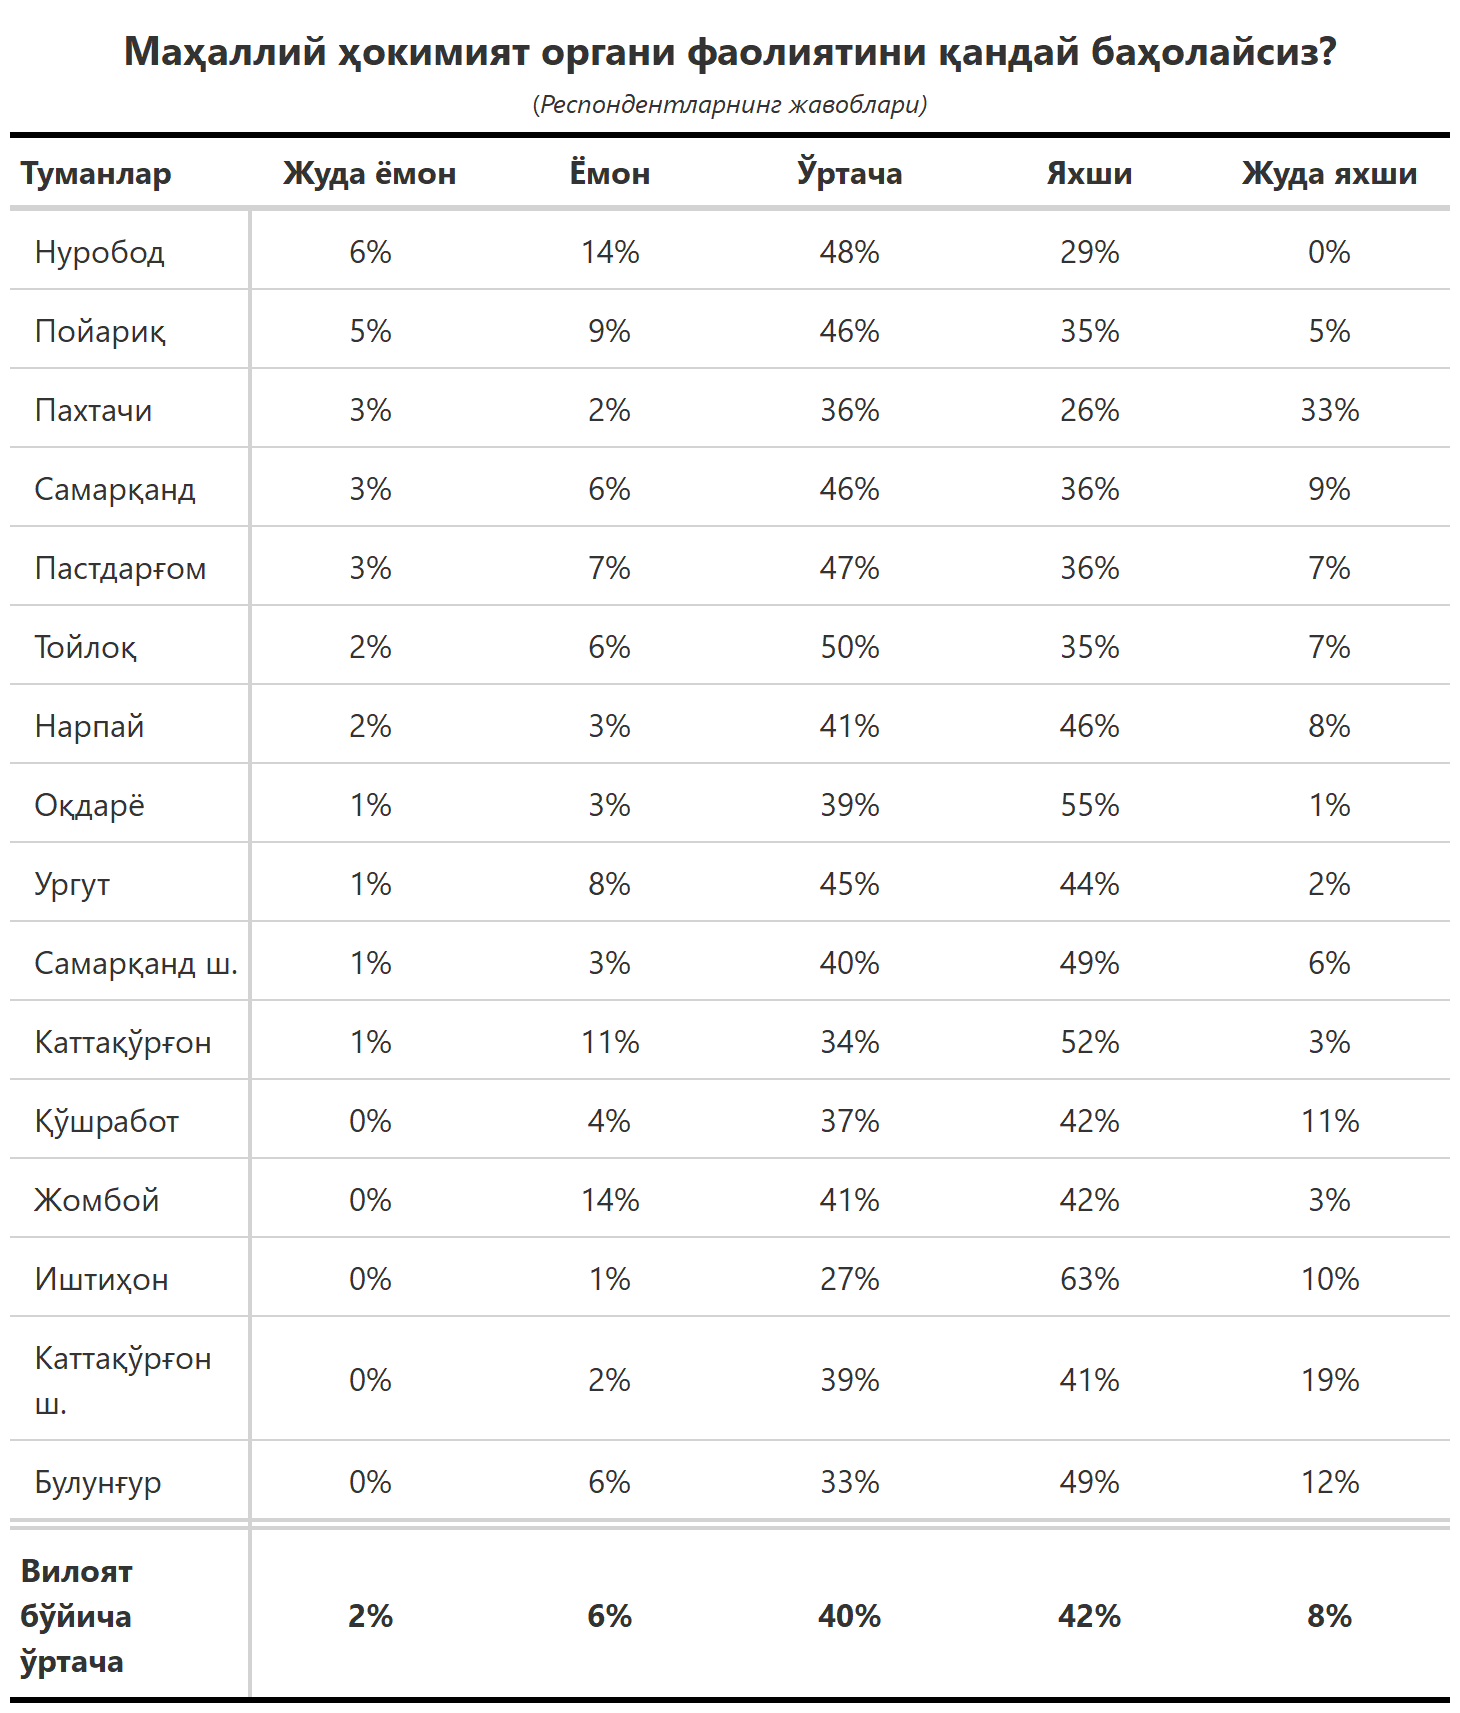 Маҳаллий ҳокимият органи фаолиятини қандай баҳолайсиз?
(Респондентларнинг жавоблари)
Туманлар Жуда ёмон Ёмон Ўртача Яхши Жуда яхши
Нуробод 6% 14% 48% 29% 0%
Пойариқ 5% 9% 46% 35% 5%
Пахтачи 3% 2% 36% 26% 33%
Самарқанд 3% 6% 46% 36% 9%
Пастдарғом 3% 7% 47% 36% 7%
Тойлоқ 2% 6% 50% 35% 7%
Нарпай 2% 3% 41% 46% 8%
Оқдарё 1% 3% 39% 55% 1%
Ургут 1% 8% 45% 44% 2%
Самарқанд ш. 1% 3% 40% 49% 6%
Каттақўрғон 1% 11% 34% 52% 3%
Қўшработ 0% 4% 37% 42% 11%
Жомбой 0% 14% 41% 42% 3%
Иштиҳон 0% 1% 27% 63% 10%
Каттақўрғон
ш. 0% 2% 39% 41% 19%
Булунғур 0% 6% 33% 49% 12%
Вилоят
бўйича 2% 6% 40% 42% 8%
ўртача